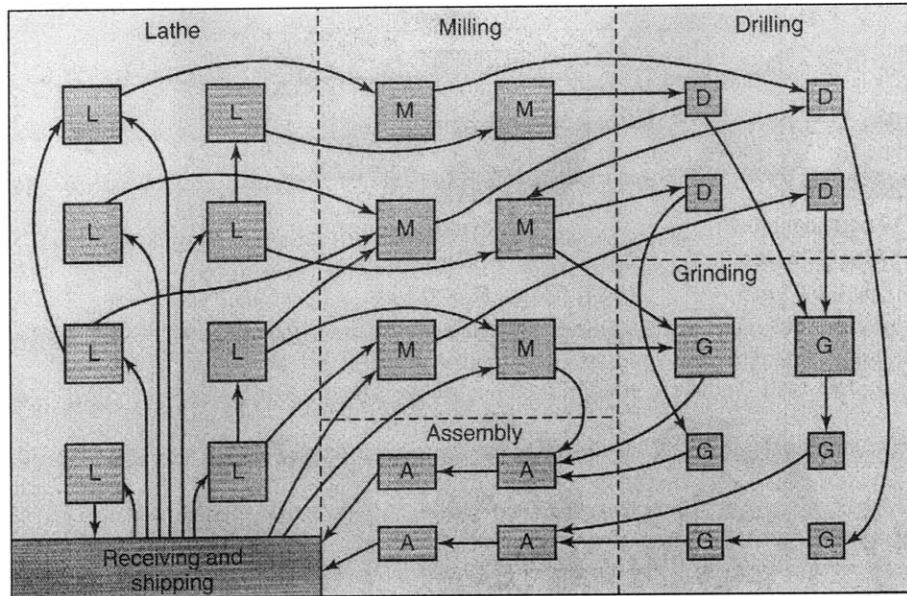 Lathe
Milling
Drilling
L
L
M
M
D
D
L
L
M
M
D
D
Grinding
L
L
M
M
G
G
Assembly
L
L
A
A
G
G
Receiving and
shipping
A
A
G
G